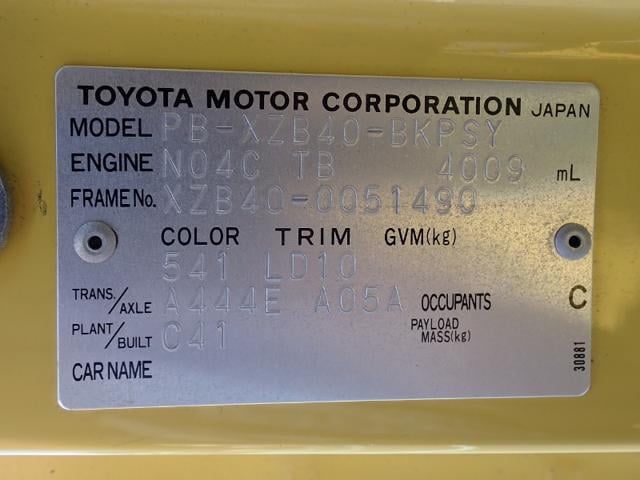 TOYOTA MOTOR CORPORATION JAPAN
MODEL PB-XZB40-BKPSY
ENGINE N04C TB 4009 mL
FRAME No. XZB40-0051490
COLOR TRIM GVM(kg)
541 LD10
TRANS./AXLE A444E A05A OCCUPANTS C
PLANT/BUILT C41 PAYLOAD MASS(kg)
CAR NAME
30881